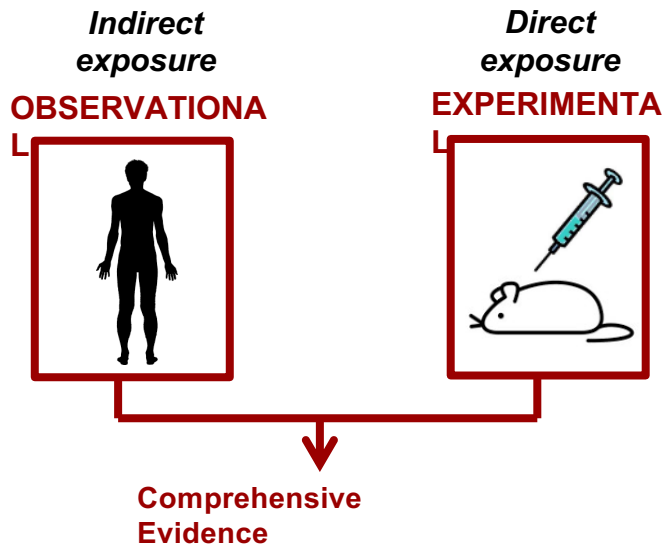 Indirect
exposure
OBSERVATIONA
L
Direct
exposure
EXPERIMENTA
L
Comprehensive
Evidence